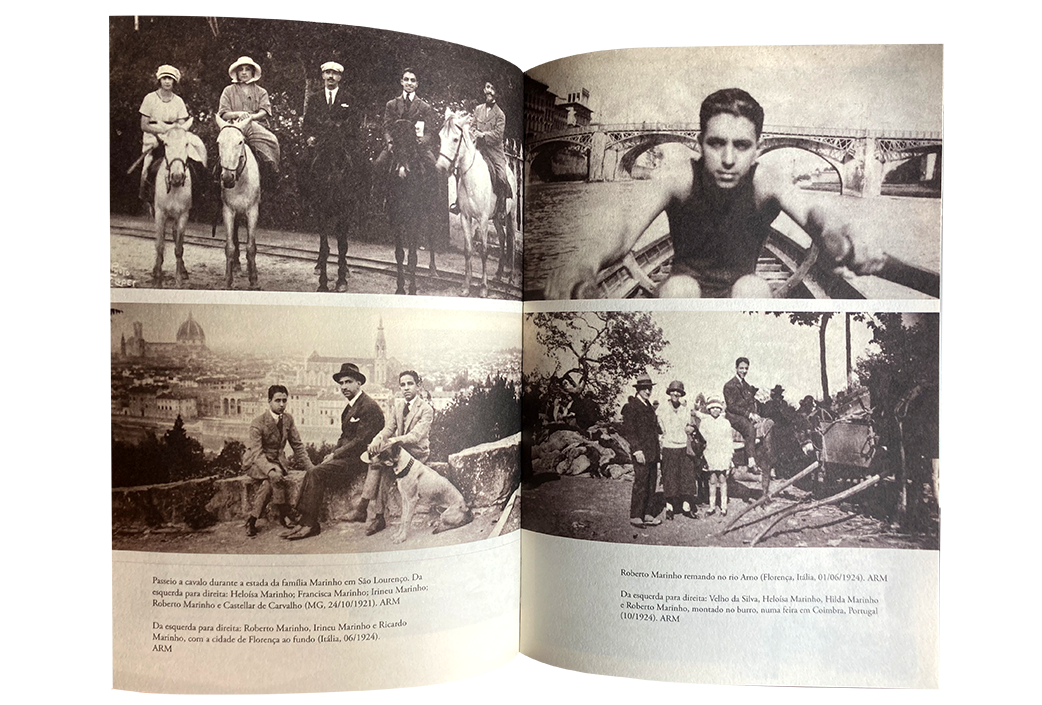 Passeio a cavalo durante a estada da família Marinho em São Lourenço. Da
esquerda para direita: Heloísa Marinho; Francisca Marinho; Irineu Marinho;
Roberto Marinho e Castellar de Carvalho (MG, 24/10/1921). ARM
Da esquerda para direita: Roberto Marinho, Irineu Marinho e Ricardo
Marinho, com a cidade de Florença ao fundo (Itália, 06/1924).
ARM
Roberto Marinho remando no rio Arno (Florença, Itália, 01/06/1924). ARM
Da esquerda para direita: Velho da Silva, Heloísa Marinho, Hilda Marinho
e Roberto Marinho, montado no burro, numa feira em Coimbra, Portugal
(10/1924). ARM